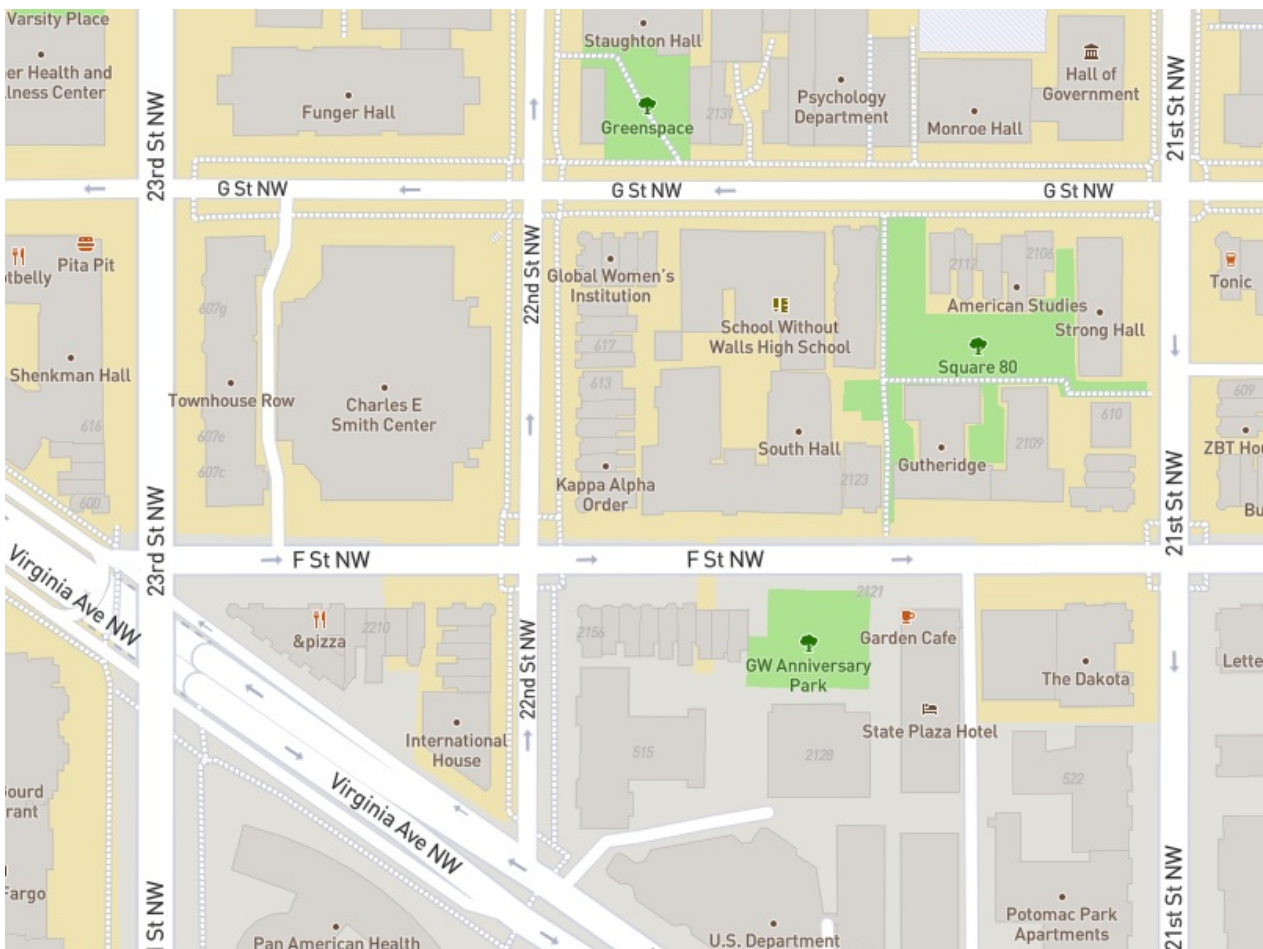 Varsity Place
er Health and
llness Center
Funger Hall
Staughton Hall
Greenspace
2131
Psychology
Department
Monroe Hall
Hall of
Government
23rd St NW
21st St NW
G St NW
G St NW
G St NW
otbelly
Pita Pit
Shenkman Hall
616
600
607g
Townhouse Row
607e
607c
Charles E
Smith Center
22nd St NW
Global Women's
Institution
617
613
Kappa Alpha
Order
School Without
Walls High School
South Hall
2123
2112
2106
American Studies
Strong Hall
Square 80
Gutheridge
2109
610
Tonic
609
ZBT Hou
Bu
23rd St NW
21st St NW
F St NW
F St NW
Virginia Ave NW
&pizza
2210
International
House
22nd St NW
2156
GW Anniversary
Park
2121
Garden Cafe
State Plaza Hotel
The Dakota
Lette
515
2128
522
Virginia Ave NW
ourd
rant
Fargo
St NW
Pan American Health
U.S. Department
Potomac Park
Apartments
21st St NW